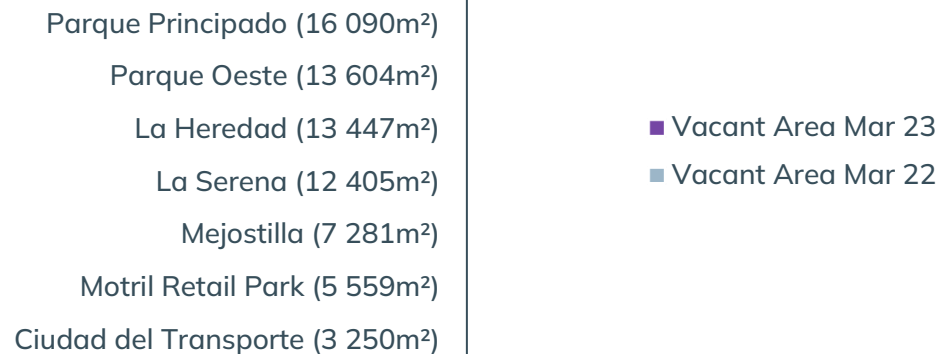 Parque Principado (16 090m²)
Parque Oeste (13 604m²)
La Heredad (13 447m²)
La Serena (12 405m²)
Mejostilla (7 281m²)
Motril Retail Park (5 559m²)
Ciudad del Transporte (3 250m²)
Vacant Area Mar 23
Vacant Area Mar 22